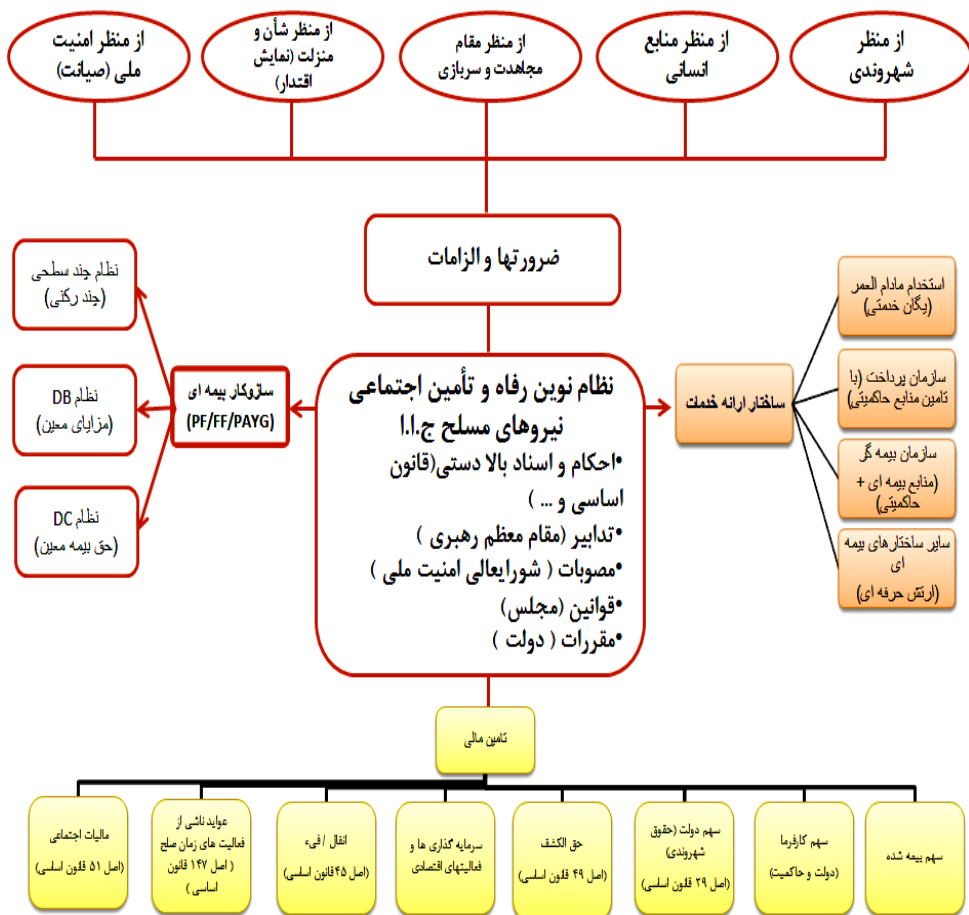 از منظر
شهروندی
از منظر منابع
انسانی
از منظر مقام
مجاهدت و سربازی
از منظر شأن و
منزلت (نمایش
اقتدار)
از منظر امنیت
ملی (صیانت)
ضرورتها و الزامات
استخدام مادام العمر
(یگان خدمتی)
سازمان پرداخت (با
تامین منابع حاکمیتی)
سازمان بیمه گر
(منابع بیمه ای +
حاکمیتی)
سایر ساختارهای بیمه
ای
(ارتش حرفه ای)
ساختار ارائه خدمات
نظام نوین رفاه و تأمین اجتماعی
نیروهای مسلح ج.ا.ا
•احکام و اسناد بالا دستی(قانون
اساسی و ... )
•تدابیر (مقام معظم رهبری )
•مصوبات ( شورایعالی امنیت ملی )
•قوانین (مجلس)
•مقررات ( دولت )
سازوکار بیمه ای
(PF/FF/PAYG)
نظام چند سطحی
(چند رکنی)
نظام DB
(مزایای معین)
نظام DC
(حق بیمه معین)
تامین مالی
سهم بیمه شده
سهم کارفرما
(دولت و حاکمیت)
سهم دولت (حقوق
شهروندی)
(اصل ۲۹ قانون اساسی)
حق الکشف
(اصل ۴۹ قانون اساسی)
سرمایه گذاری ها و
فعالیتهای اقتصادی
انفال / فیء
(اصل ۴۵قانون اساسی)
عواید ناشی از
فعالیت های زمان صلح
( اصل ۱۴۷ قانون
اساسی )
مالیات اجتماعی
(اصل ۵۱ قانون اساسی)